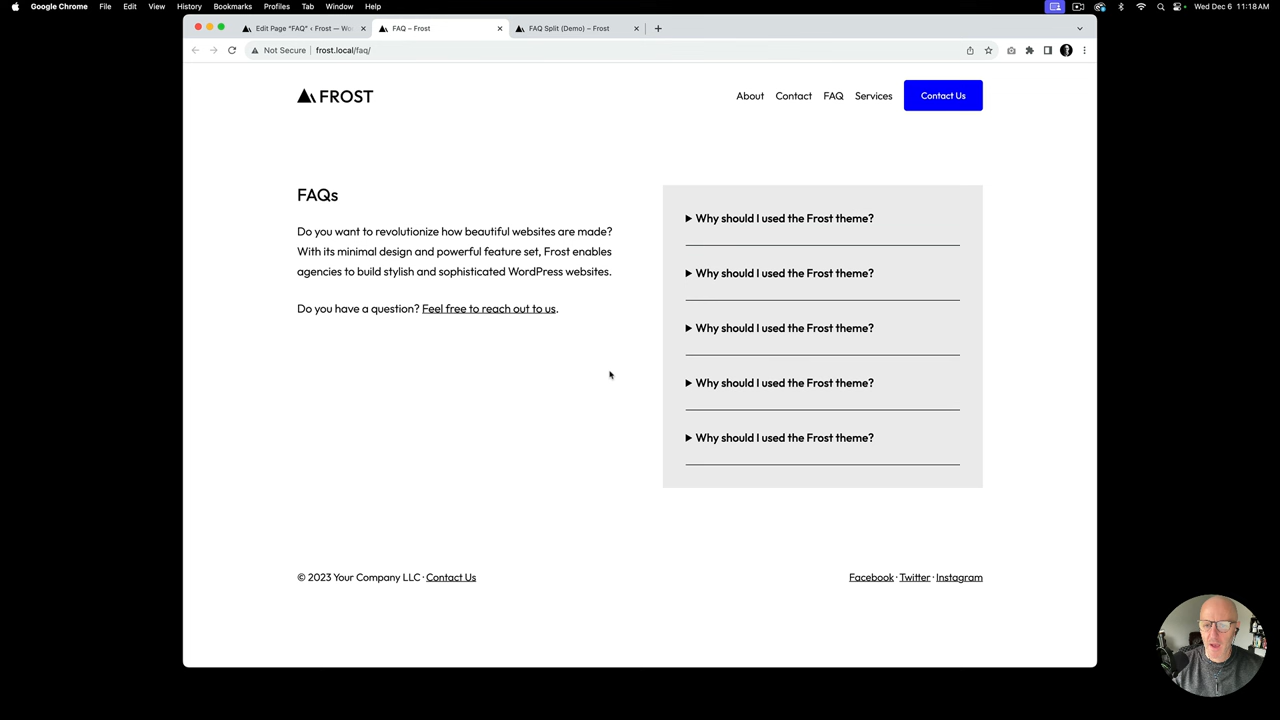 Google Chrome File Edit View History Bookmarks Profiles Tab Window Help Wed Dec 6 11:18 AM
Edit Page “FAQ” ‹ Frost — Wo FAQ – Frost FAQ Split (Demo) – Frost
Not Secure frost.local/faq/
FROST About Contact FAQ Services Contact Us
FAQs
Do you want to revolutionize how beautiful websites are made?
With its minimal design and powerful feature set, Frost enables
agencies to build stylish and sophisticated WordPress websites.
Do you have a question? Feel free to reach out to us.
Why should I used the Frost theme?
Why should I used the Frost theme?
Why should I used the Frost theme?
Why should I used the Frost theme?
Why should I used the Frost theme?
© 2023 Your Company LLC · Contact Us
Facebook · Twitter · Instagram